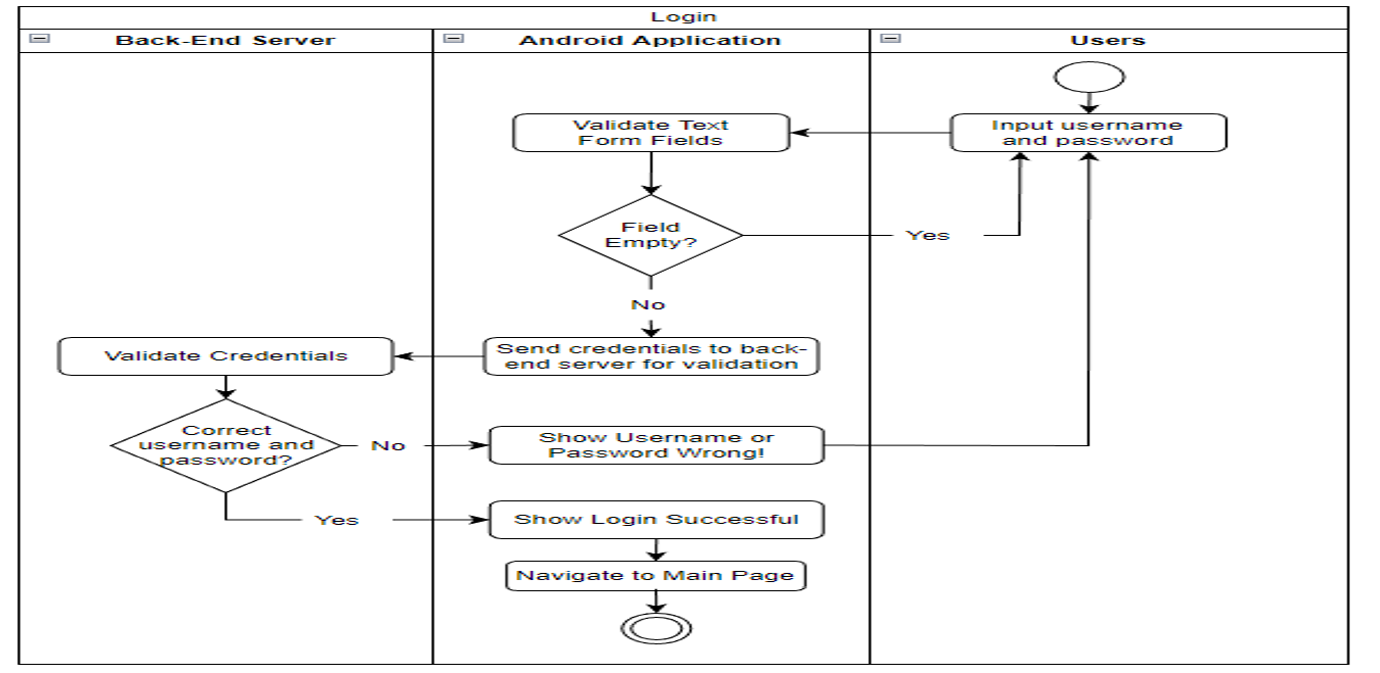 Login
Back-End Server
Android Application
Users
Validate Text
Form Fields
Input username
and password
Field
Empty?
Yes
No
Validate Credentials
Send credentials to back-
end server for validation
Correct
username and
password?
No
Show Username or
Password Wrong!
Yes
Show Login Successful
Navigate to Main Page